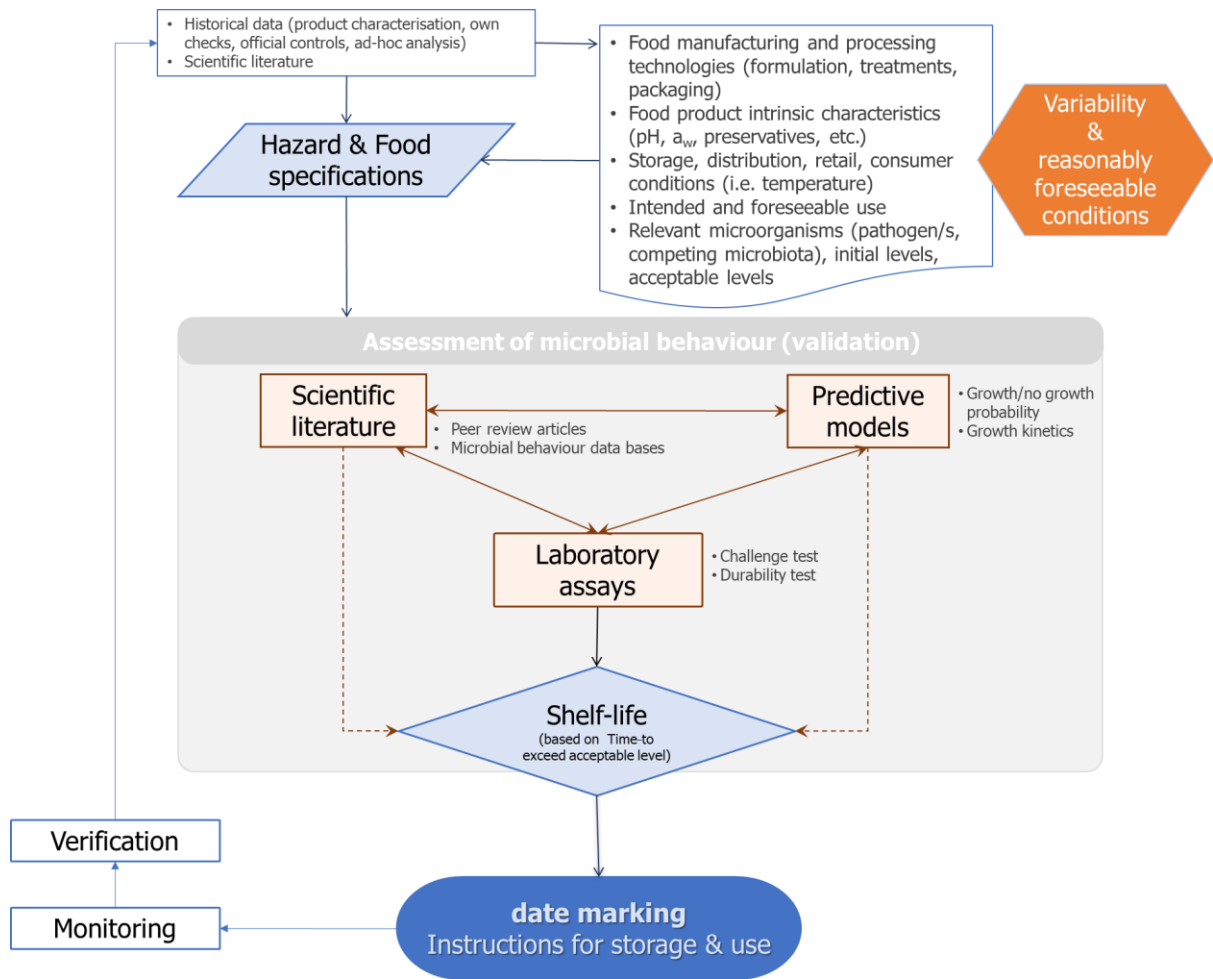 • Historical data (product characterisation, own
checks, official controls, ad-hoc analysis)
• Scientific literature
• Food manufacturing and processing
technologies (formulation, treatments,
packaging)
• Food product intrinsic characteristics
(pH, aw, preservatives, etc.)
• Storage, distribution, retail, consumer
conditions (i.e. temperature)
• Intended and foreseeable use
• Relevant microorganisms (pathogen/s,
competing microbiota), initial levels,
acceptable levels
Variability
&
reasonably
foreseeable
conditions
Hazard & Food
specifications
Assessment of microbial behaviour (validation)
Scientific
literature
• Peer review articles
• Microbial behaviour data bases
Predictive
models
• Growth/no growth
probability
• Growth kinetics
Laboratory
assays
• Challenge test
• Durability test
Shelf-life
(based on Time-to
exceed acceptable level)
Verification
Monitoring
date marking
Instructions for storage & use